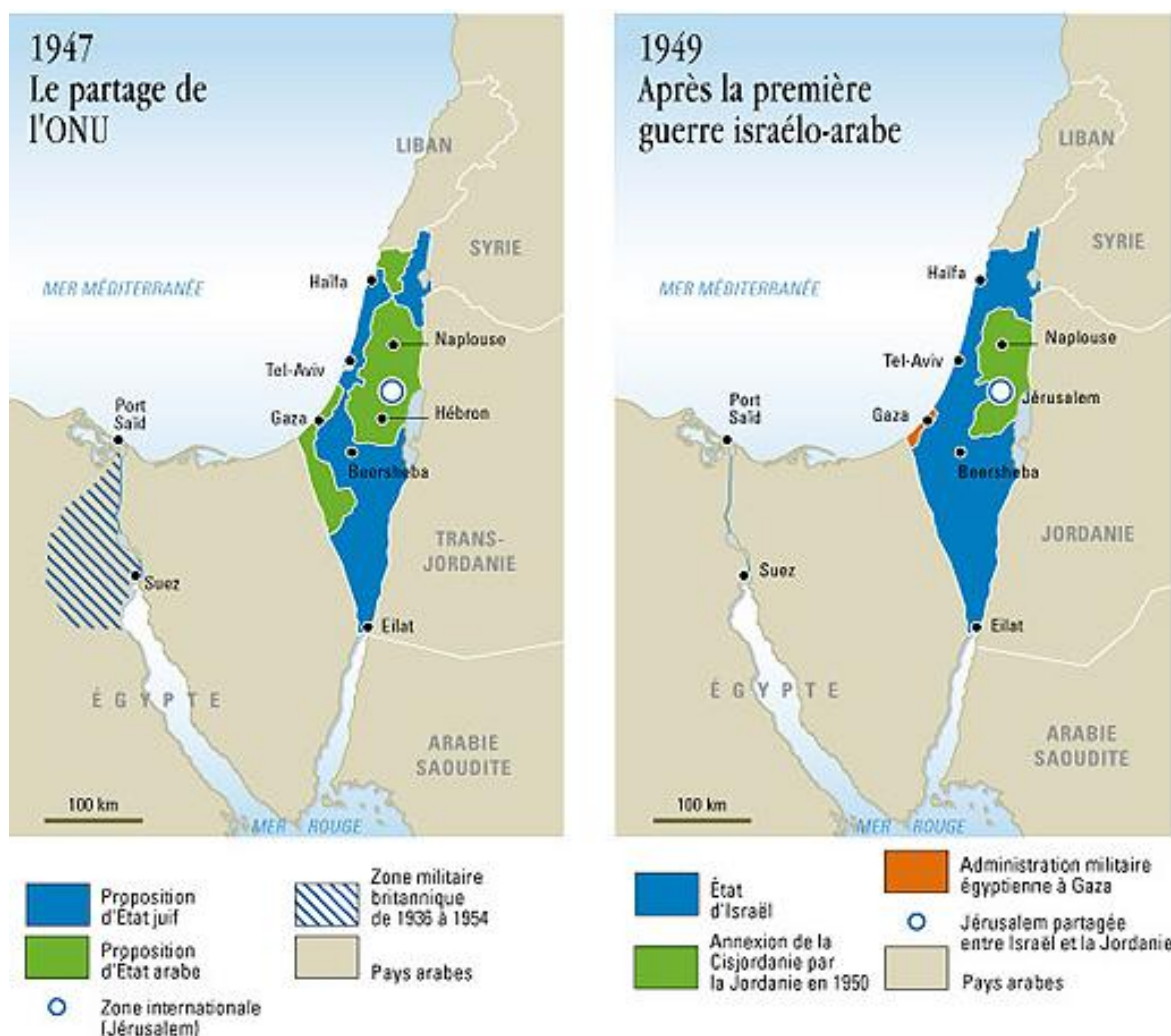 1947
Le partage de
l'ONU
LIBAN
SYRIE
MER MÉDITERRANÉE
Haïfa
Naplouse
Tel-Aviv
Port
Saïd
Gaza
Hébron
Beersheba
TRANS-
JORDANIE
Suez
Eilat
ÉGYPTE
ARABIE
SAOUDITE
100 km
MER ROUGE
Proposition
d'État juif
Proposition
d'État arabe
Zone internationale
(Jérusalem)
Zone militaire
britannique
de 1936 à 1954
Pays arabes
1949
Après la première
guerre israélo-arabe
LIBAN
SYRIE
MER MÉDITERRANÉE
Haïfa
Naplouse
Tel-Aviv
Port
Saïd
Gaza
Jérusalem
Beersheba
JORDANIE
Suez
Eilat
ÉGYPTE
ARABIE
SAOUDITE
100 km
MER ROUGE
État
d'Israël
Annexion de la
Cisjordanie par
la Jordanie en 1950
Administration militaire
égyptienne à Gaza
Jérusalem partagée
entre Israël et la Jordanie
Pays arabes